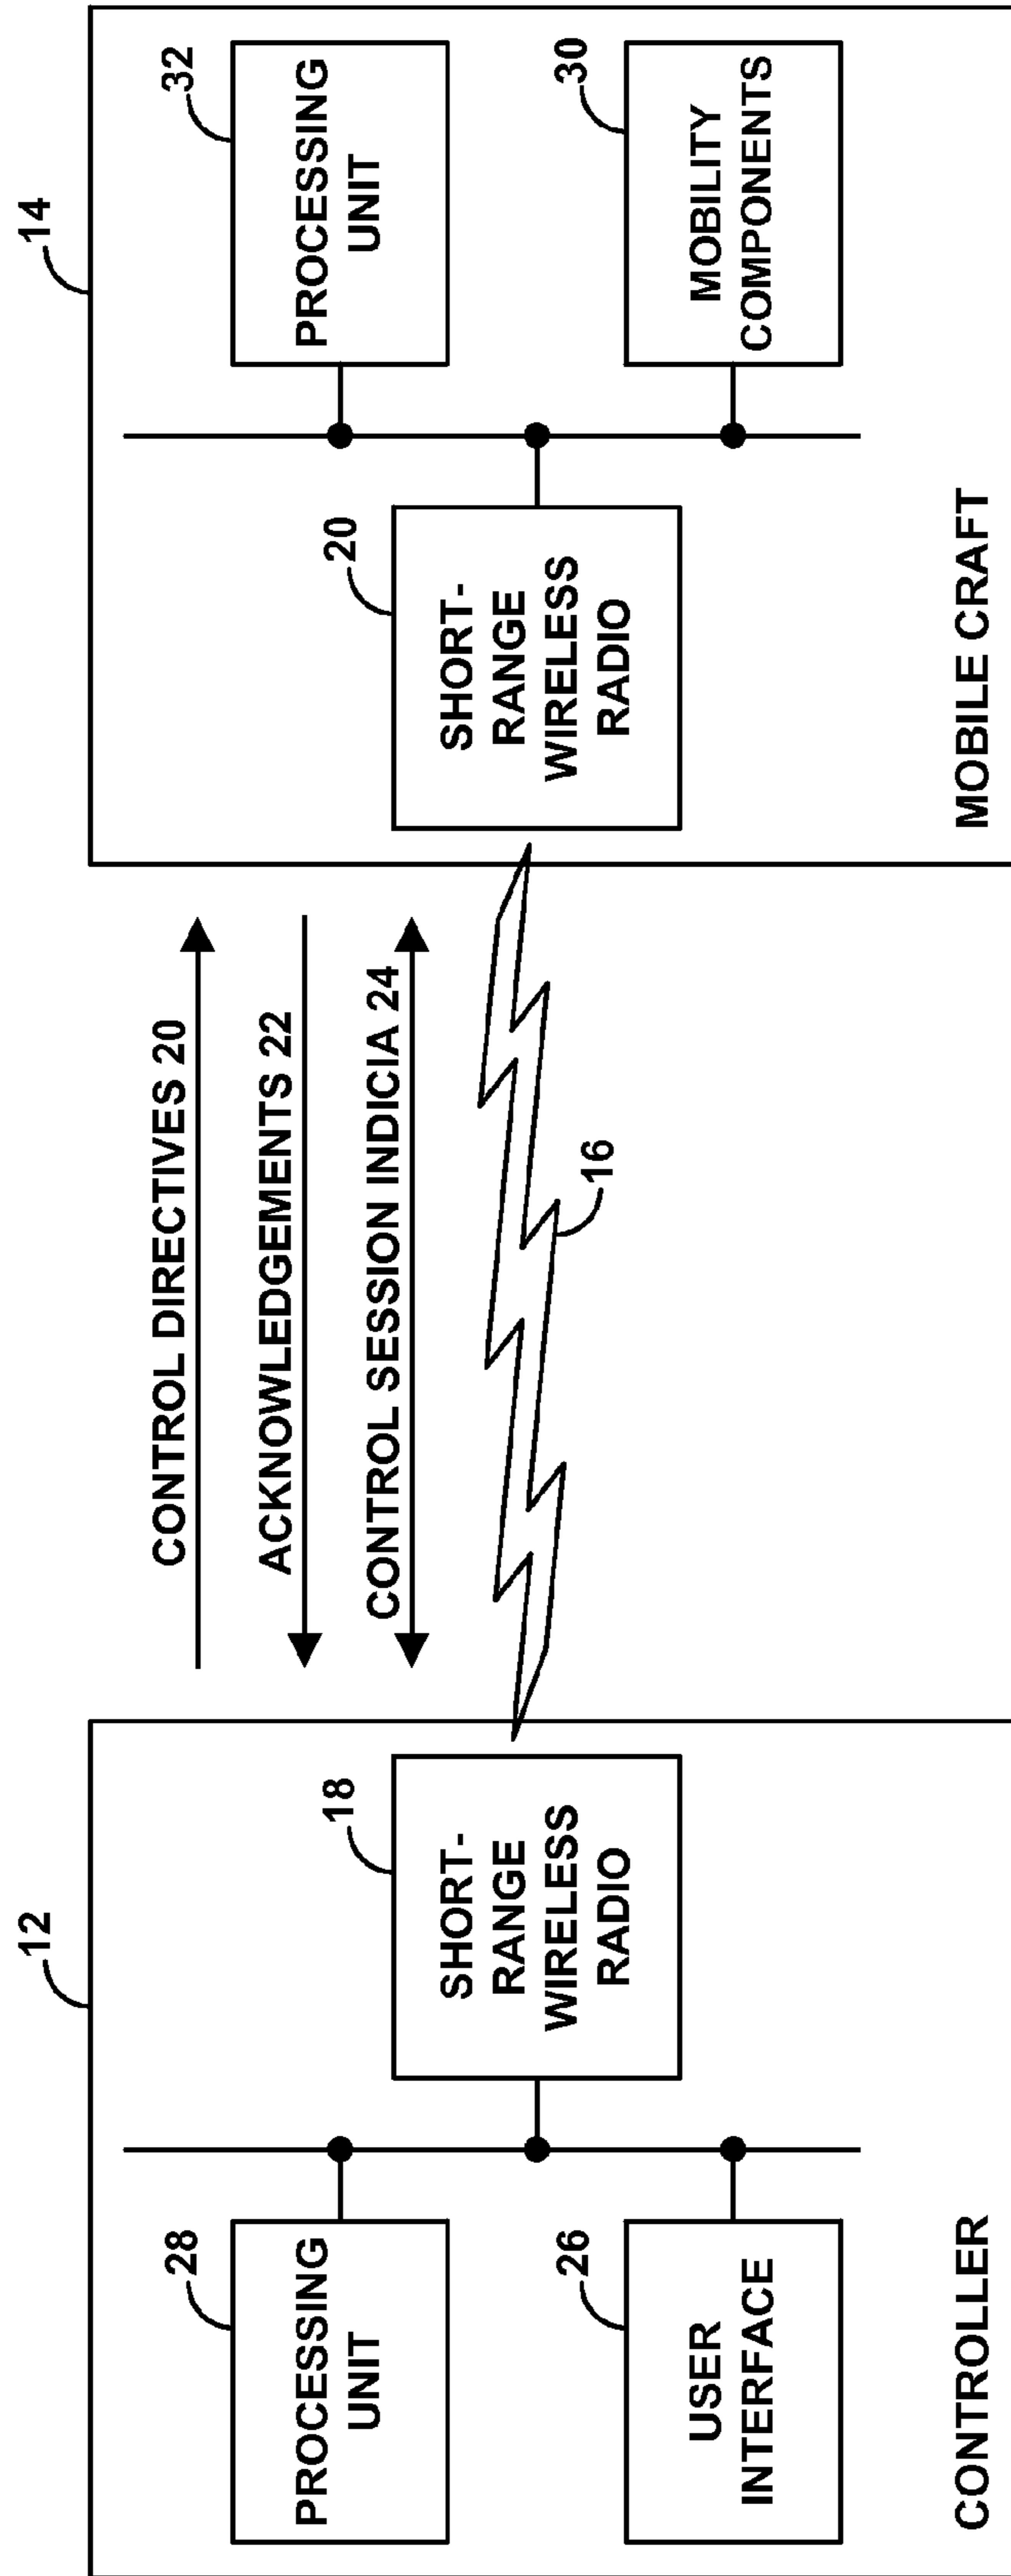 12
28
PROCESSING
UNIT
26
USER
INTERFACE
18
SHORT-
RANGE
WIRELESS
RADIO
CONTROLLER
CONTROL DIRECTIVES 20
ACKNOWLEDGEMENTS 22
CONTROL SESSION INDICIA 24
16
14
20
SHORT-
RANGE
WIRELESS
RADIO
32
PROCESSING
UNIT
30
MOBILITY
COMPONENTS
MOBILE CRAFT